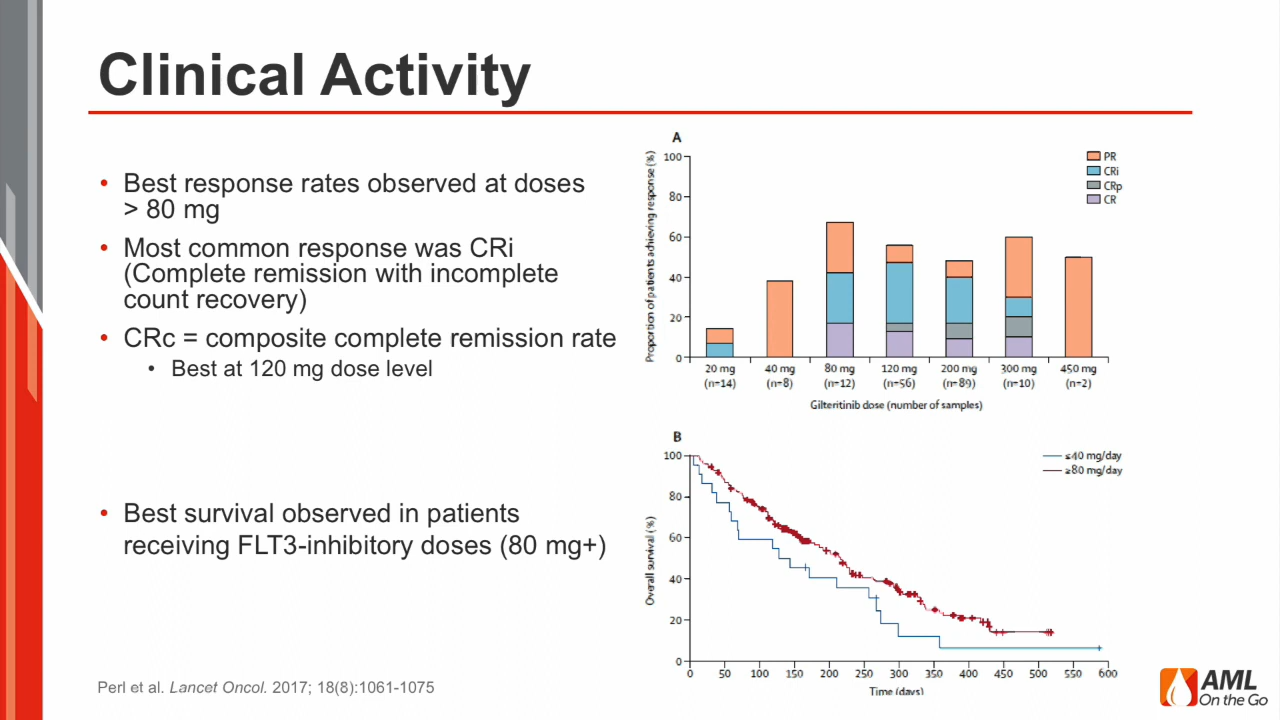 Clinical Activity
• Best response rates observed at doses
> 80 mg
• Most common response was CRi
(Complete remission with incomplete
count recovery)
• CRc = composite complete remission rate
• Best at 120 mg dose level
• Best survival observed in patients
receiving FLT3-inhibitory doses (80 mg+)
Perl et al. Lancet Oncol. 2017; 18(8):1061-1075
A
Proportion of patients achieving response (%)
100
80
60
40
20
0
PR
CRi
CRp
CR
20 mg 40 mg 80 mg 120 mg 200 mg 300 mg 450 mg
(n=14) (n=8) (n=12) (n=56) (n=89) (n=10) (n=2)
Gilteritinib dose (number of samples)
B
Overall survival (%)
100
80
60
40
20
0
≤40 mg/day
≥80 mg/day
0 50 100 150 200 250 300 350 400 450 500 550 600
Time (days)
AML
On the Go